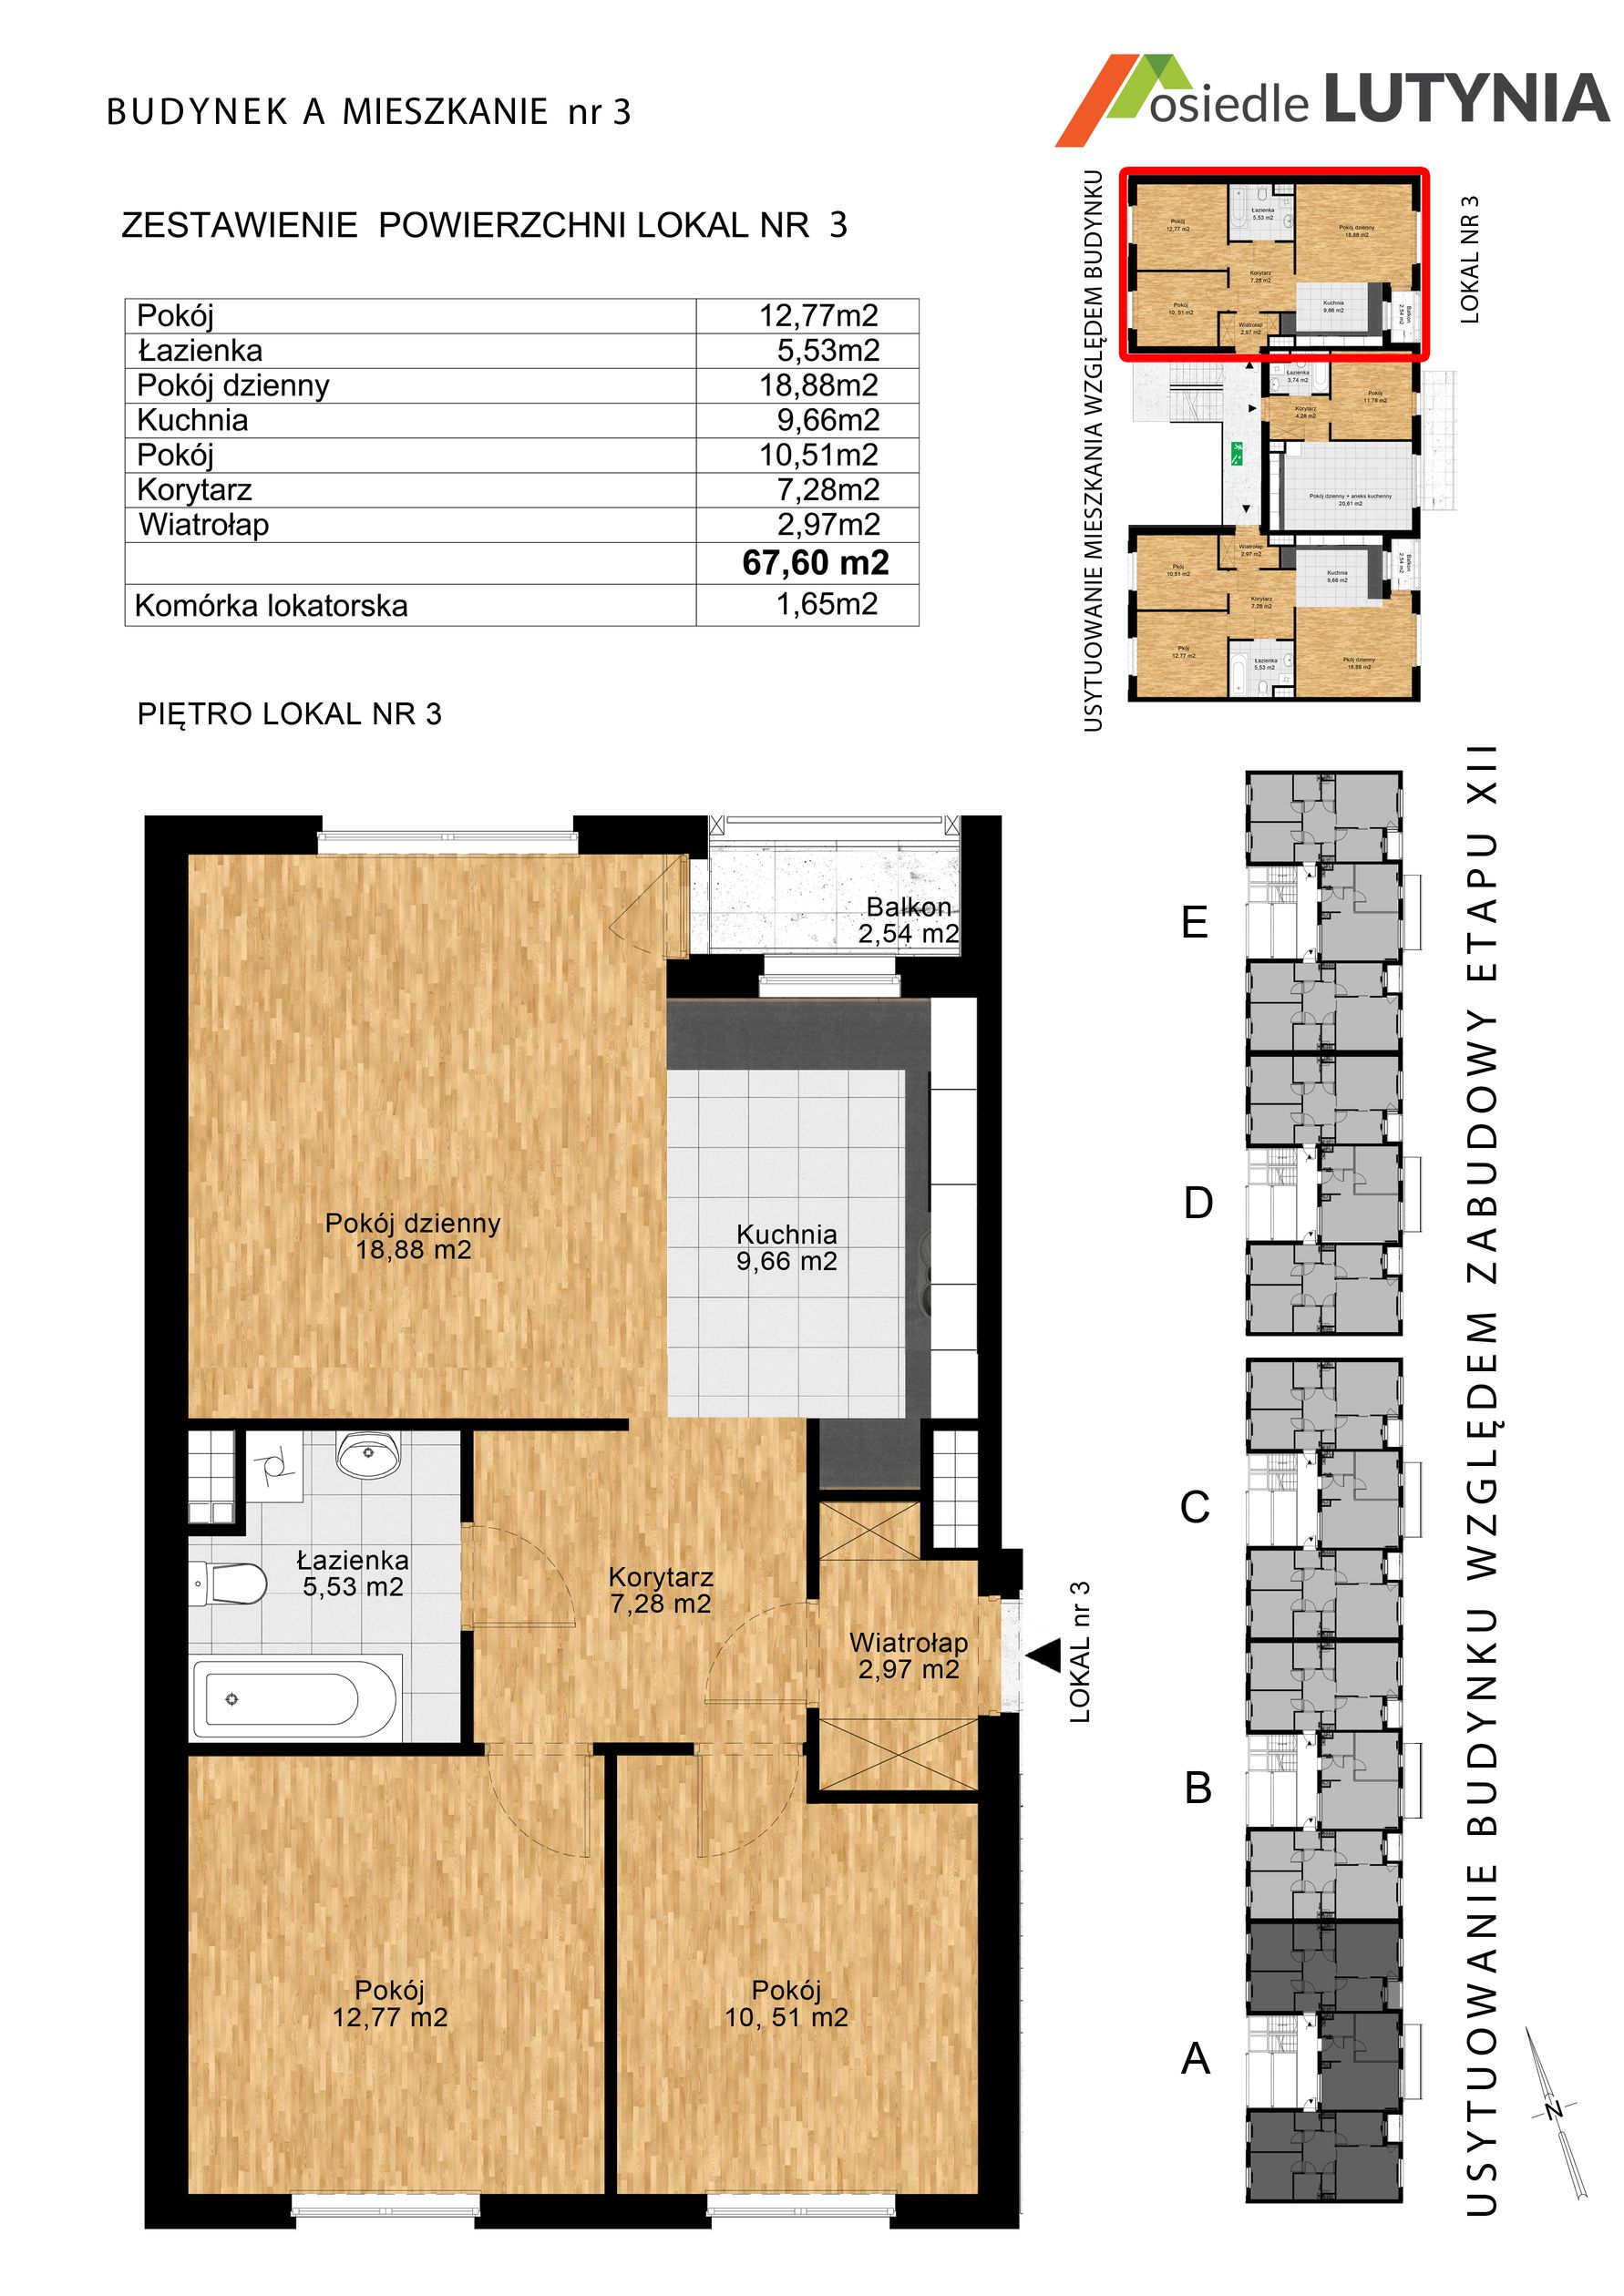 BUDYNEK A MIESZKANIE nr 3
osiedle LUTYNIA
ZESTAWIENIE POWIERZCHNI LOKAL NR 3
Pokój 12,77m2
Łazienka 5,53m2
Pokój dzienny 18,88m2
Kuchnia 9,66m2
Pokój 10,51m2
Korytarz 7,28m2
Wiatrołap 2,97m2
67,60 m2
Komórka lokatorska 1,65m2
USYTUOWANIE MIESZKANIA WZGLĘDEM BUDYNKU
LOKAL NR 3
Pokój
12,77 m2
Łazienka
5,53 m2
Pokój dzienny
18,88 m2
Korytarz
7,28 m2
Pokój
10, 51 m2
Kuchnia
9,66 m2
Balkon
2,54 m2
Wiatrołap
2,97 m2
Łazienka
3,74 m2
Pokój
11,78 m2
Korytarz
4,28 m2
Pokój dzienny + aneks kuchenny
20,61 m2
Wiatrołap
2,97 m2
Pkój
10,51 m2
Kuchnia
9,66 m2
Balkon
2,54 m2
Korytarz
7,28 m2
Pkój
12,77 m2
Łazienka
5,53 m2
Pkój dzienny
18,88 m2
PIĘTRO LOKAL NR 3
Balkon
2,54 m2
Pokój dzienny
18,88 m2
Kuchnia
9,66 m2
Łazienka
5,53 m2
Korytarz
7,28 m2
Wiatrołap
2,97 m2
LOKAL nr 3
Pokój
12,77 m2
Pokój
10, 51 m2
E
D
C
B
A
USYTUOWANIE BUDYNKU WZGLĘDEM ZABUDOWY ETAPU XII
N